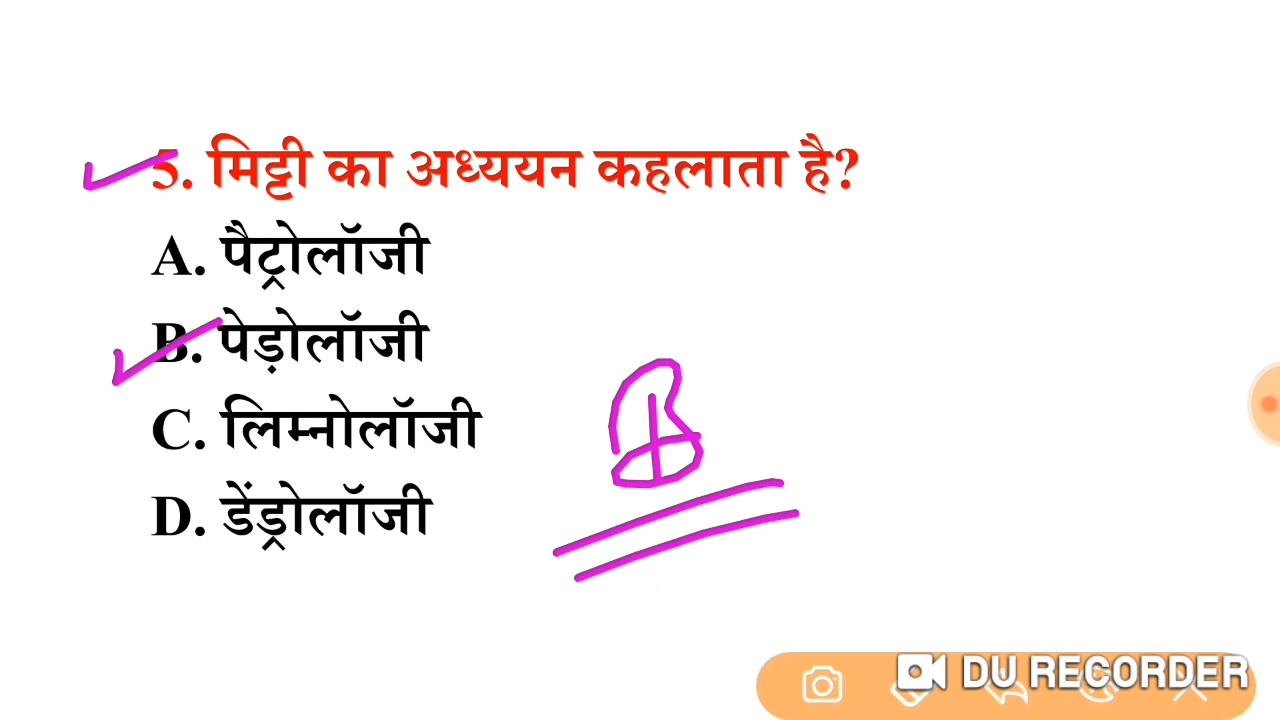 5. मिट्टी का अध्ययन कहलाता है?
A. पैट्रोलॉजी
B. पेड़ोलॉजी
C. लिम्नोलॉजी
D. डेंड्रोलॉजी
B
DU RECORDER